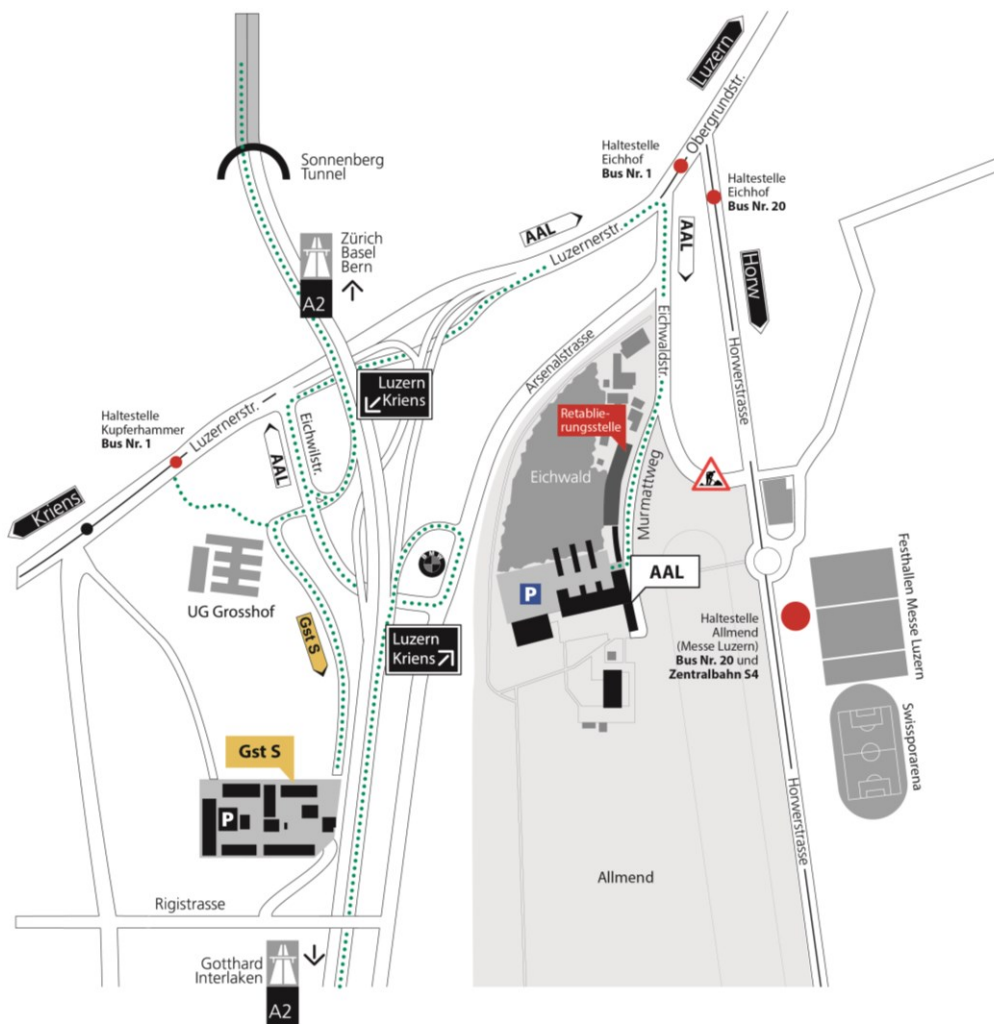 Luzern
Obergrundstr.
Haltestelle
Eichhof
Bus Nr. 1
Haltestelle
Eichhof
Bus Nr. 20
Sonnenberg
Tunnel
AAL
Luzernerstr.
AAL
Zürich
Basel
Bern
A2
Horw
Eichwaldstr.
Horwerstrasse
Arsenalstrasse
Luzern
Kriens
Haltestelle
Kupferhammer
Bus Nr. 1
Luzernerstr.
Eichwilstr.
AAL
Retablie-
rungsstelle
Eichwald
Murmattweg
Kriens
UG Grosshof
P
AAL
Festhallen Messe Luzern
Gst S
Luzern
Kriens
Haltestelle
Allmend
(Messe Luzern)
Bus Nr. 20 und
Zentralbahn S4
Swissporarena
Gst S
P
Horwerstrasse
Allmend
Rigistrasse
Gotthard
Interlaken
A2